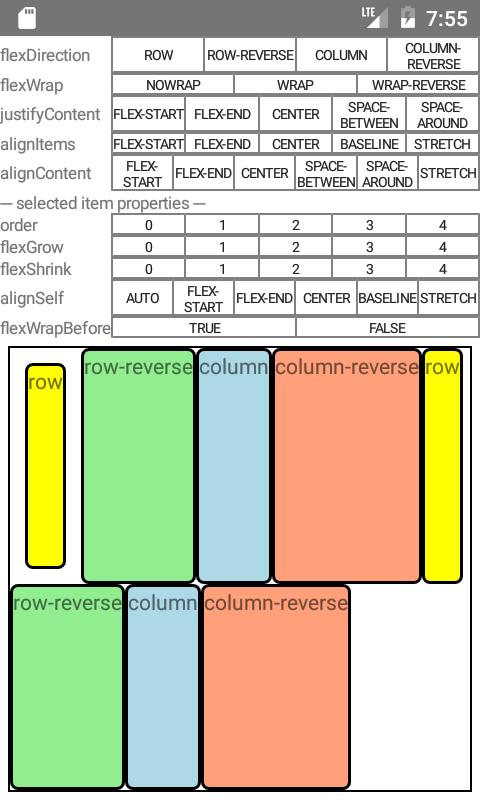 LTE 7:55
flexDirection ROW ROW-REVERSE COLUMN COLUMN-
REVERSE
flexWrap NOWRAP WRAP WRAP-REVERSE
justifyContent FLEX-START FLEX-END CENTER SPACE-
BETWEEN SPACE-
AROUND
alignItems FLEX-START FLEX-END CENTER BASELINE STRETCH
alignContent FLEX-
START FLEX-END CENTER SPACE-
BETWEEN SPACE-
AROUND STRETCH
— selected item properties —
order 0 1 2 3 4
flexGrow 0 1 2 3 4
flexShrink 0 1 2 3 4
alignSelf AUTO FLEX-
START FLEX-END CENTER BASELINE STRETCH
flexWrapBefore TRUE FALSE
row row-reverse column column-reverse row
row-reverse column column-reverse